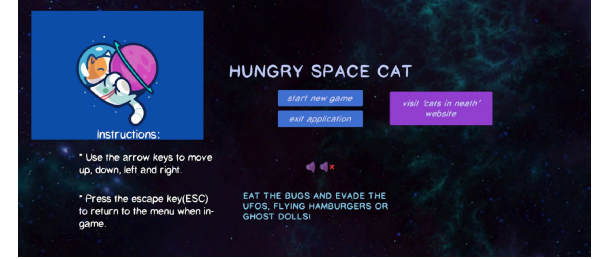 HUNGRY SPACE CAT
start new game
exit application
visit 'cats in neath'
website
Instructions:
* Use the arrow keys to move
up, down, left and right.
* Press the escape key(ESC)
to return to the menu when in-
game.
EAT THE BUGS AND EVADE THE
UFOS, FLYING HAMBURGERS OR
GHOST DOLLS!